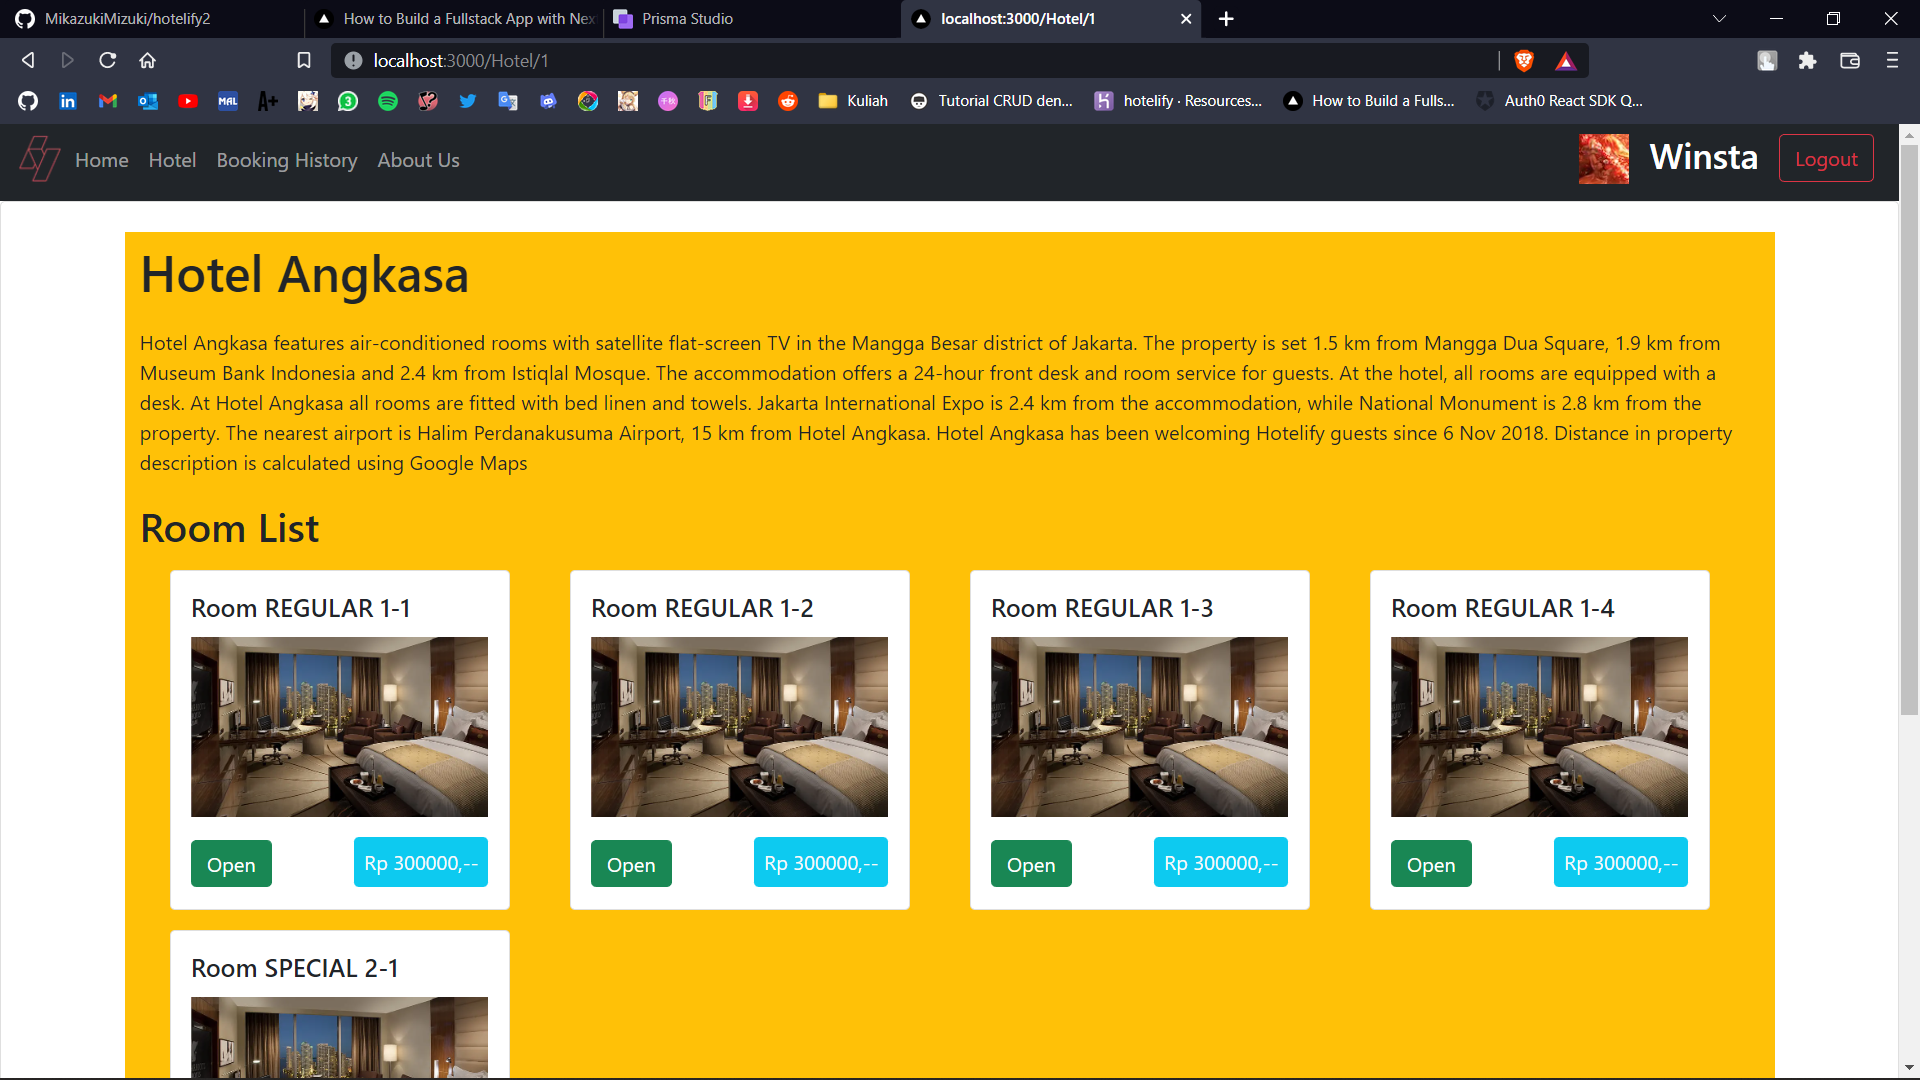 MikazukiMizuki/hotelify2
How to Build a Fullstack App with Nex
Prisma Studio
localhost:3000/Hotel/1
localhost:3000/Hotel/1
MAL
A+
3
Kuliah
Tutorial CRUD den...
hotelify · Resources...
How to Build a Fulls...
Auth0 React SDK Q...
Home
Hotel
Booking History
About Us
Winsta
Logout
Hotel Angkasa
Hotel Angkasa features air-conditioned rooms with satellite flat-screen TV in the Mangga Besar district of Jakarta. The property is set 1.5 km from Mangga Dua Square, 1.9 km from
Museum Bank Indonesia and 2.4 km from Istiqlal Mosque. The accommodation offers a 24-hour front desk and room service for guests. At the hotel, all rooms are equipped with a
desk. At Hotel Angkasa all rooms are fitted with bed linen and towels. Jakarta International Expo is 2.4 km from the accommodation, while National Monument is 2.8 km from the
property. The nearest airport is Halim Perdanakusuma Airport, 15 km from Hotel Angkasa. Hotel Angkasa has been welcoming Hotelify guests since 6 Nov 2018. Distance in property
description is calculated using Google Maps
Room List
Room REGULAR 1-1
Open
Rp 300000,--
Room REGULAR 1-2
Open
Rp 300000,--
Room REGULAR 1-3
Open
Rp 300000,--
Room REGULAR 1-4
Open
Rp 300000,--
Room SPECIAL 2-1